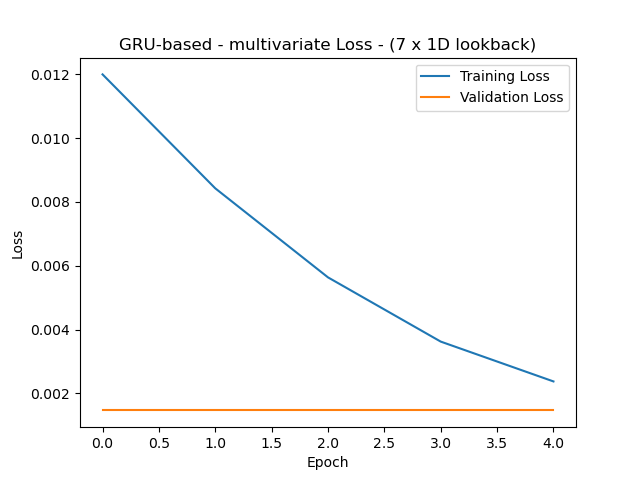 GRU-based - multivariate Loss - (7 x 1D lookback)
Training Loss
Validation Loss
0.012
0.010
0.008
0.006
0.004
0.002
Loss
0.0 0.5 1.0 1.5 2.0 2.5 3.0 3.5 4.0
Epoch